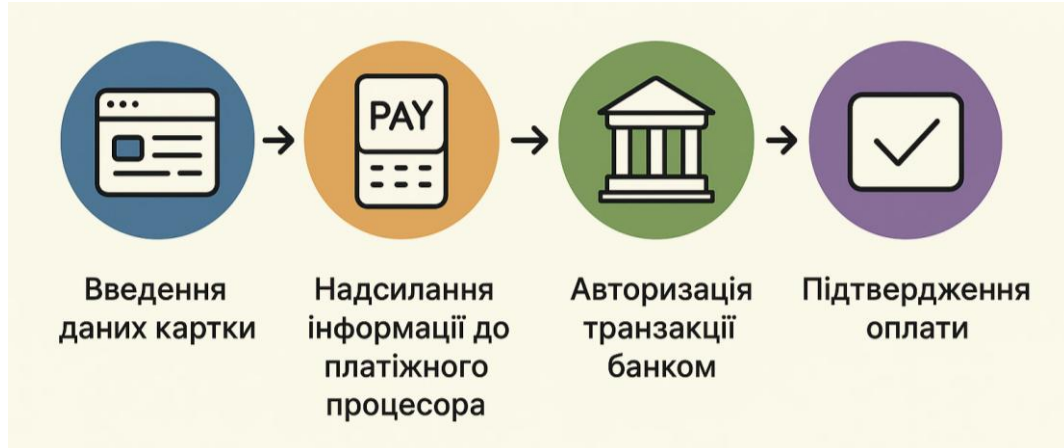 PAY
Введення
даних картки
Надсилання
інформації до
платіжного
процесора
Авторизація
транзакції
банком
Підтвердження
оплати